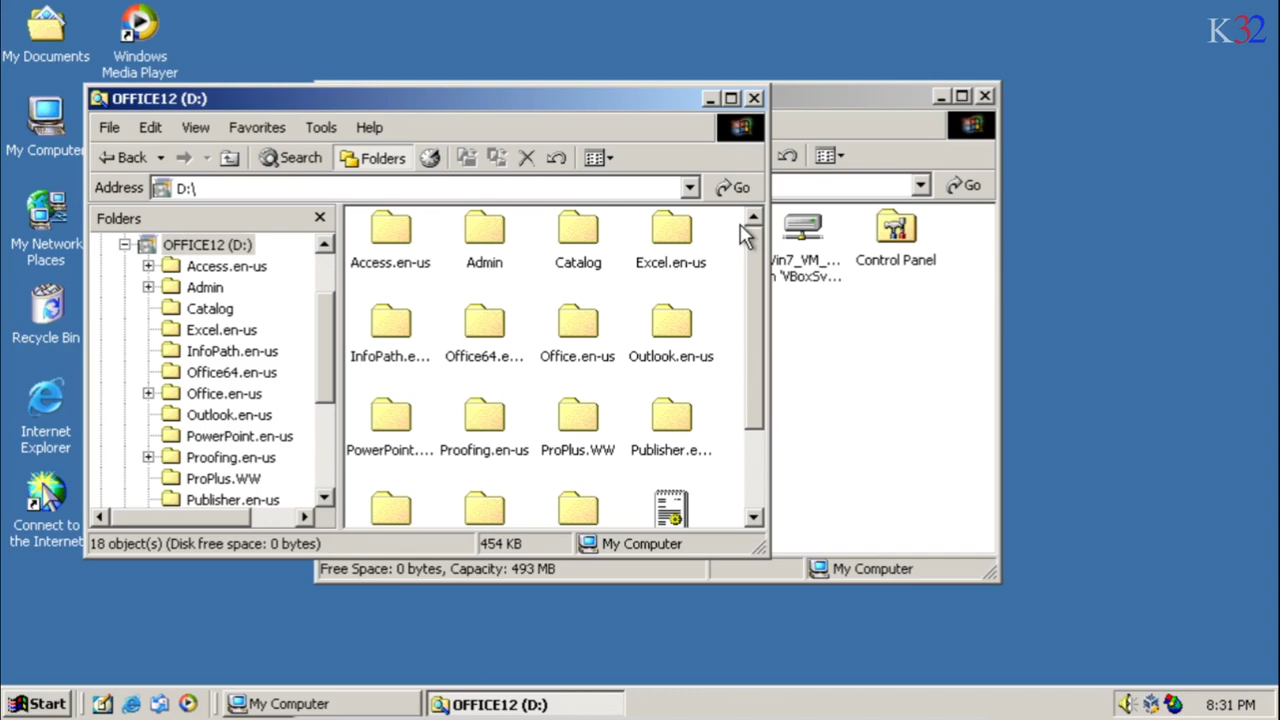 K32
My Documents
Windows
Media Player
My Computer
My Network
Places
Recycle Bin
Internet
Explorer
Connect to
the Internet
OFFICE12 (D:)
File Edit View Favorites Tools Help
Back Search Folders
Address D:\ Go
Go
Folders
OFFICE12 (D:)
Access.en-us
Admin
Catalog
Excel.en-us
InfoPath.en-us
Office64.en-us
Office.en-us
Outlook.en-us
PowerPoint.en-us
Proofing.en-us
ProPlus.WW
Publisher.en-us
Access.en-us Admin Catalog Excel.en-us
InfoPath.e... Office64.e... Office.en-us Outlook.en-us
PowerPoint.... Proofing.en-us ProPlus.WW Publisher.e...
Control Panel
'VBoxSv...
18 object(s) (Disk free space: 0 bytes) 454 KB My Computer
Free Space: 0 bytes, Capacity: 493 MB My Computer
Start My Computer OFFICE12 (D:) 8:31 PM